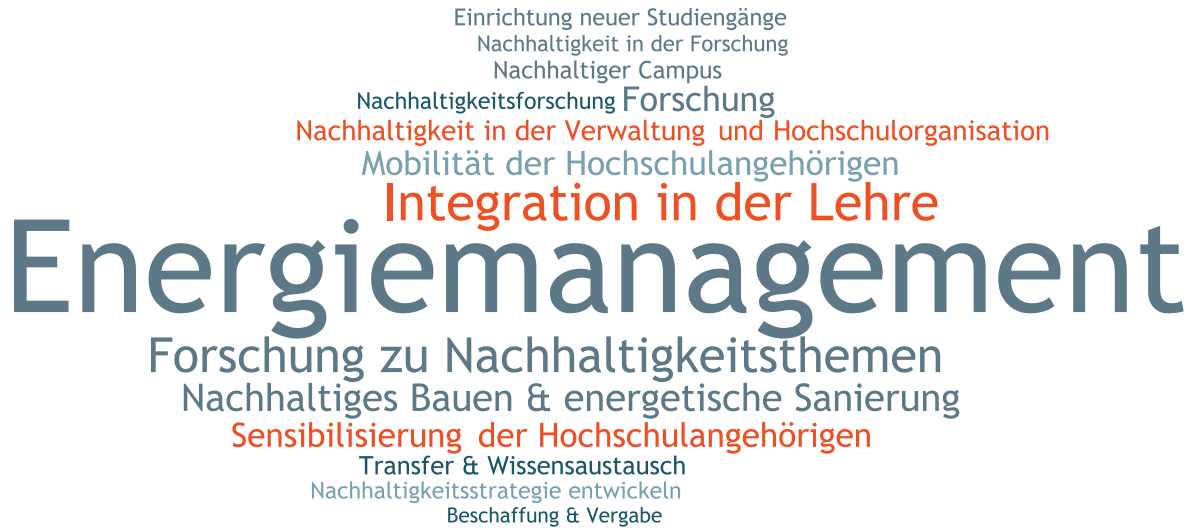 Einrichtung neuer Studiengänge
Nachhaltigkeit in der Forschung
Nachhaltiger Campus
Nachhaltigkeitsforschung Forschung
Nachhaltigkeit in der Verwaltung und Hochschulorganisation
Mobilität der Hochschulangehörigen
Integration in der Lehre
Energiemanagement
Forschung zu Nachhaltigkeitsthemen
Nachhaltiges Bauen & energetische Sanierung
Sensibilisierung der Hochschulangehörigen
Transfer & Wissensaustausch
Nachhaltigkeitsstrategie entwickeln
Beschaffung & Vergabe